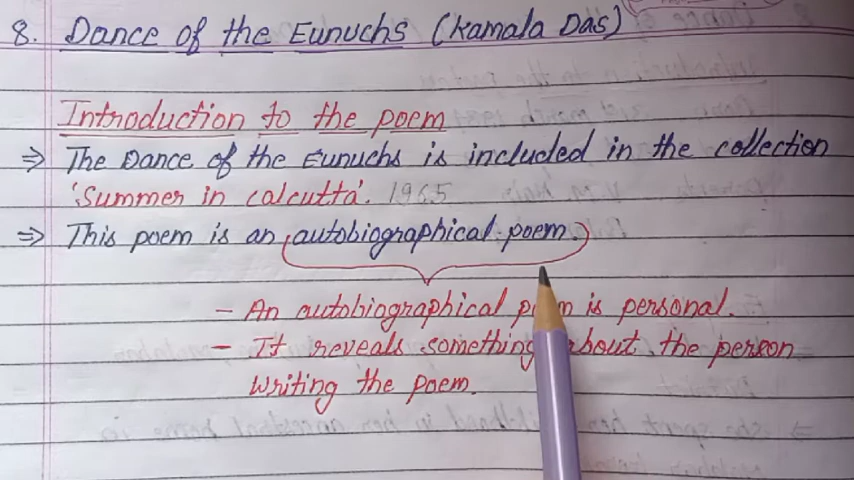 8. Dance of the Eunuchs (Kamala Das)
Introduction to the poem
⇒ The Dance of the Eunuchs is included in the collection
'Summer in calcutta'. 1965
⇒ This poem is an autobiographical poem.
- An autobiographical is personal.
- It reveals something about the person
writing the poem.